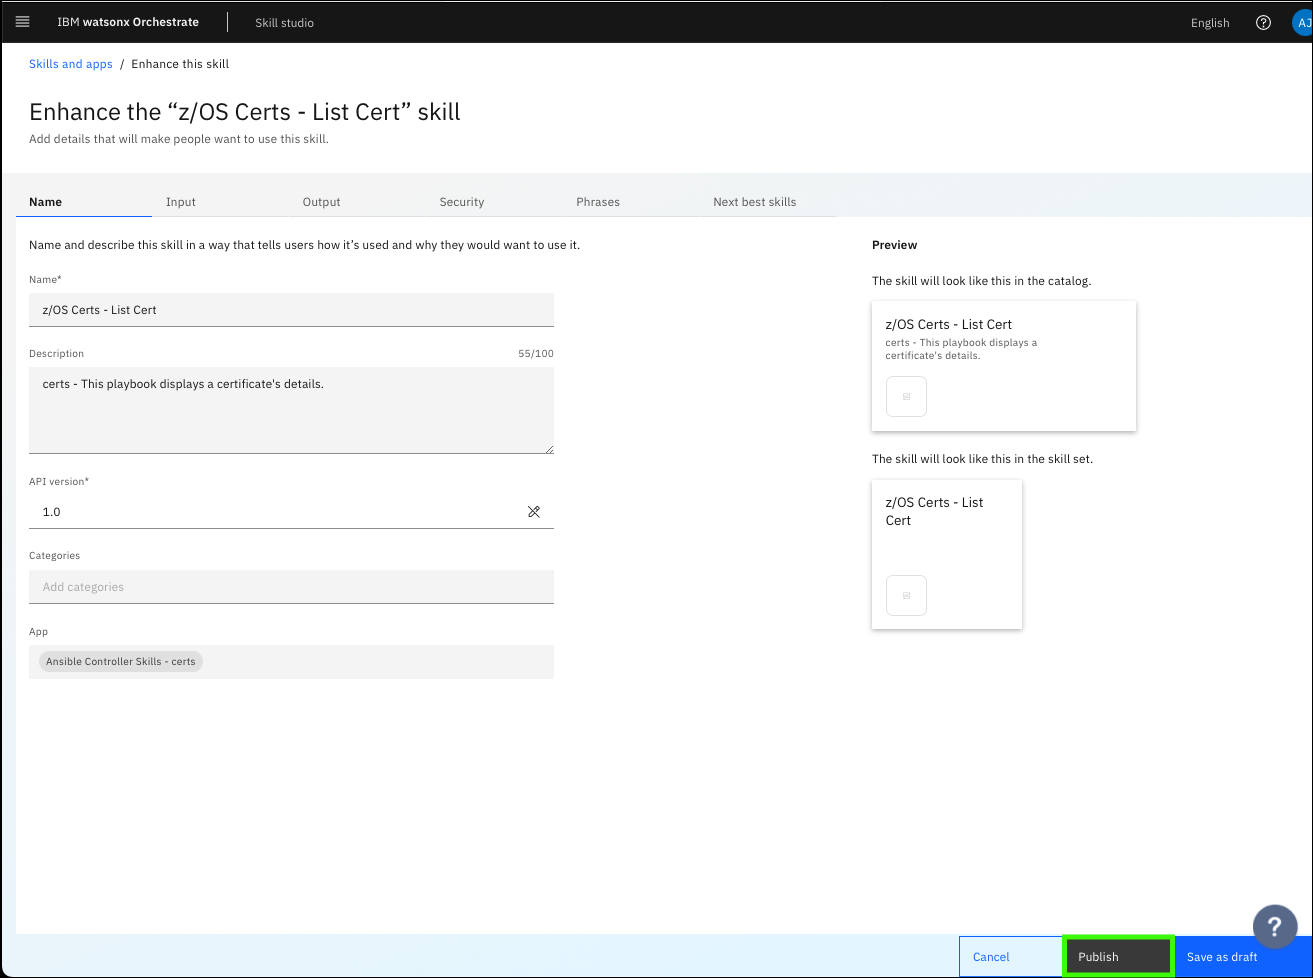 IBM watsonx Orchestrate
Skill studio
English
AJ
Skills and apps / Enhance this skill
Enhance the “z/OS Certs - List Cert” skill
Add details that will make people want to use this skill.
Name
Input
Output
Security
Phrases
Next best skills
Name and describe this skill in a way that tells users how it’s used and why they would want to use it.
Name*
z/OS Certs - List Cert
Description
55/100
certs - This playbook displays a certificate's details.
API version*
1.0
Categories
Add categories
App
Ansible Controller Skills - certs
Preview
The skill will look like this in the catalog.
z/OS Certs - List Cert
certs - This playbook displays a
certificate's details.
The skill will look like this in the skill set.
z/OS Certs - List
Cert
?
Cancel
Publish
Save as draft